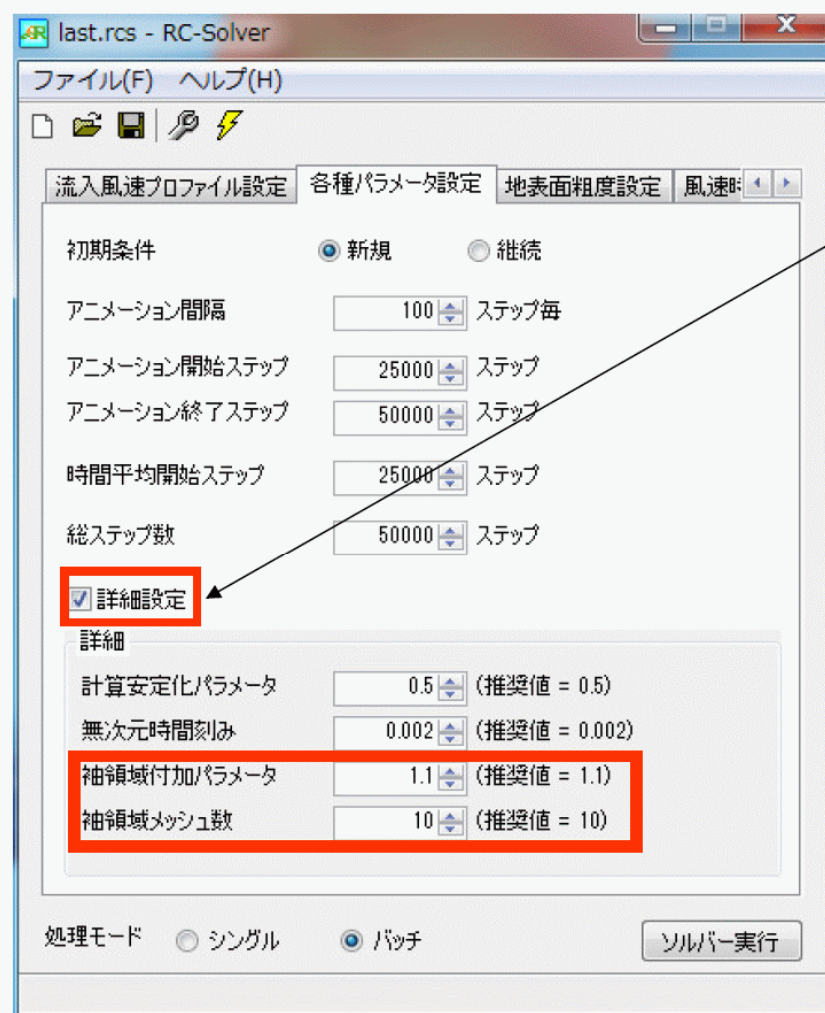 last.rcs - RC-Solver
ファイル(F) ヘルプ(H)
流入風速プロファイル設定 各種パラメータ設定 地表面粗度設定 風速
初期条件 新規 継続
アニメーション間隔 100 ステップ毎
アニメーション開始ステップ 25000 ステップ
アニメーション終了ステップ 50000 ステップ
時間平均開始ステップ 25000 ステップ
総ステップ数 50000 ステップ
詳細設定
詳細
計算安定化パラメータ 0.5 (推奨値 = 0.5)
無次元時間刻み 0.002 (推奨値 = 0.002)
袖領域付加パラメータ 1.1 (推奨値 = 1.1)
袖領域メッシュ数 10 (推奨値 = 10)
処理モード シングル バッチ ソルバー実行